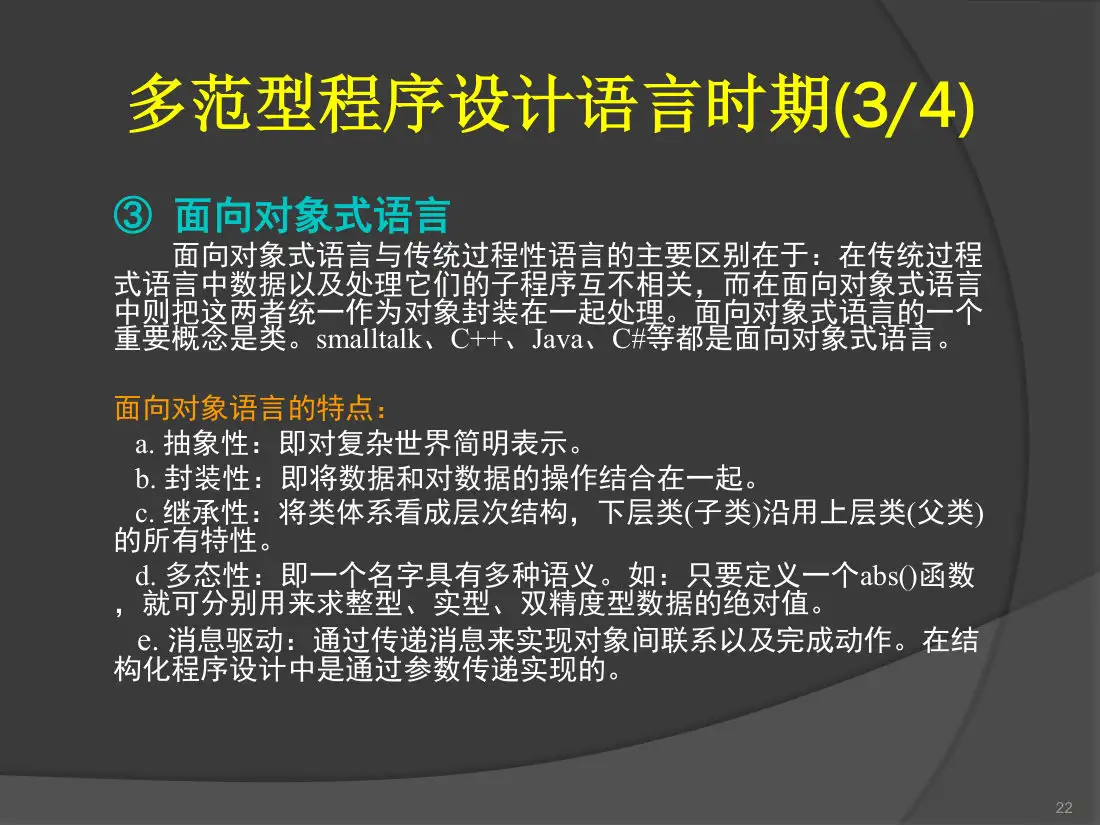 多范型程序设计语言时期(3/4)
③ 面向对象式语言
面向对象式语言与传统过程性语言的主要区别在于：在传统过程
式语言中数据以及处理它们的子程序互不相关，而在面向对象式语言
中则把这两者统一作为对象封装在一起处理。面向对象式语言的一个
重要概念是类。smalltalk、C++、Java、C#等都是面向对象式语言。
面向对象语言的特点：
a. 抽象性：即对复杂世界简明表示。
b. 封装性：即将数据和对数据的操作结合在一起。
c. 继承性：将类体系看成层次结构，下层类(子类)沿用上层类(父类)
的所有特性。
d. 多态性：即一个名字具有多种语义。如：只要定义一个abs()函数
，就可分别用来求整型、实型、双精度型数据的绝对值。
e. 消息驱动：通过传递消息来实现对象间联系以及完成动作。在结
构化程序设计中是通过参数传递实现的。
22